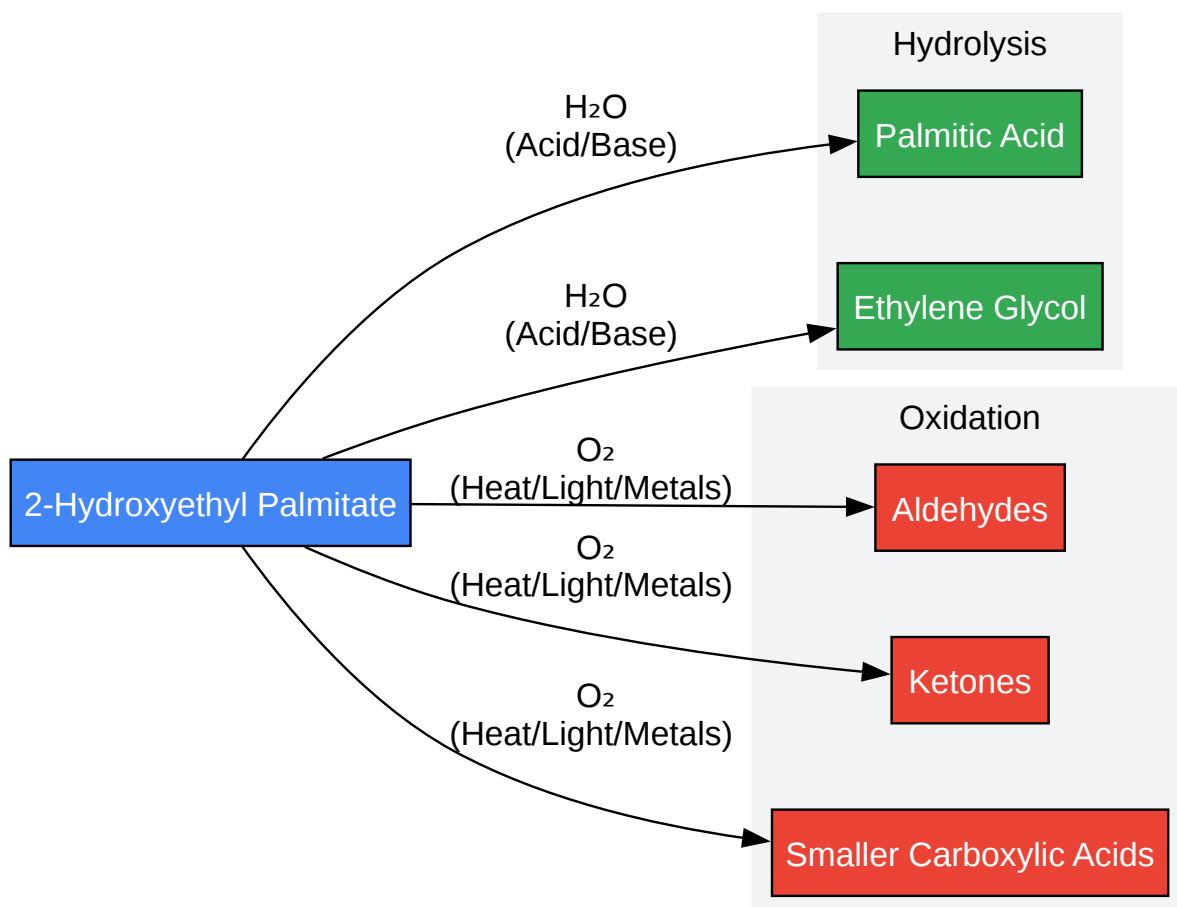 Hydrolysis
H₂O
(Acid/Base)
Palmitic Acid
H₂O
(Acid/Base)
Ethylene Glycol
Oxidation
O₂
(Heat/Light/Metals)
2-Hydroxyethyl Palmitate
Aldehydes
O₂
(Heat/Light/Metals)
Ketones
O₂
(Heat/Light/Metals)
Smaller Carboxylic Acids